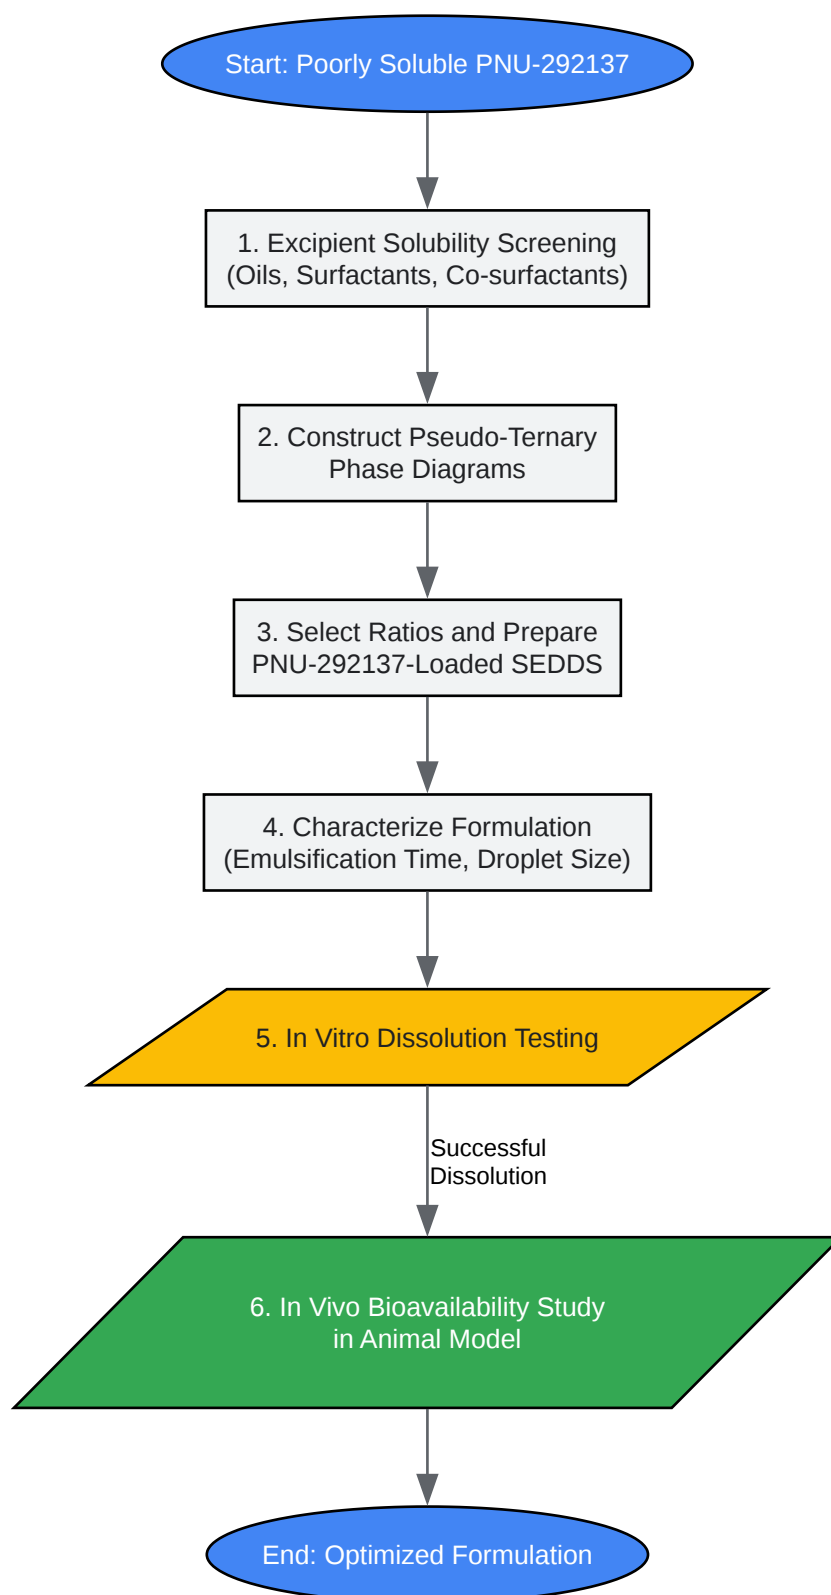 Start: Poorly Soluble PNU-292137
1. Excipient Solubility Screening
(Oils, Surfactants, Co-surfactants)
2. Construct Pseudo-Ternary
Phase Diagrams
3. Select Ratios and Prepare
PNU-292137-Loaded SEDDS
4. Characterize Formulation
(Emulsification Time, Droplet Size)
5. In Vitro Dissolution Testing
Successful
Dissolution
6. In Vivo Bioavailability Study
in Animal Model
End: Optimized Formulation